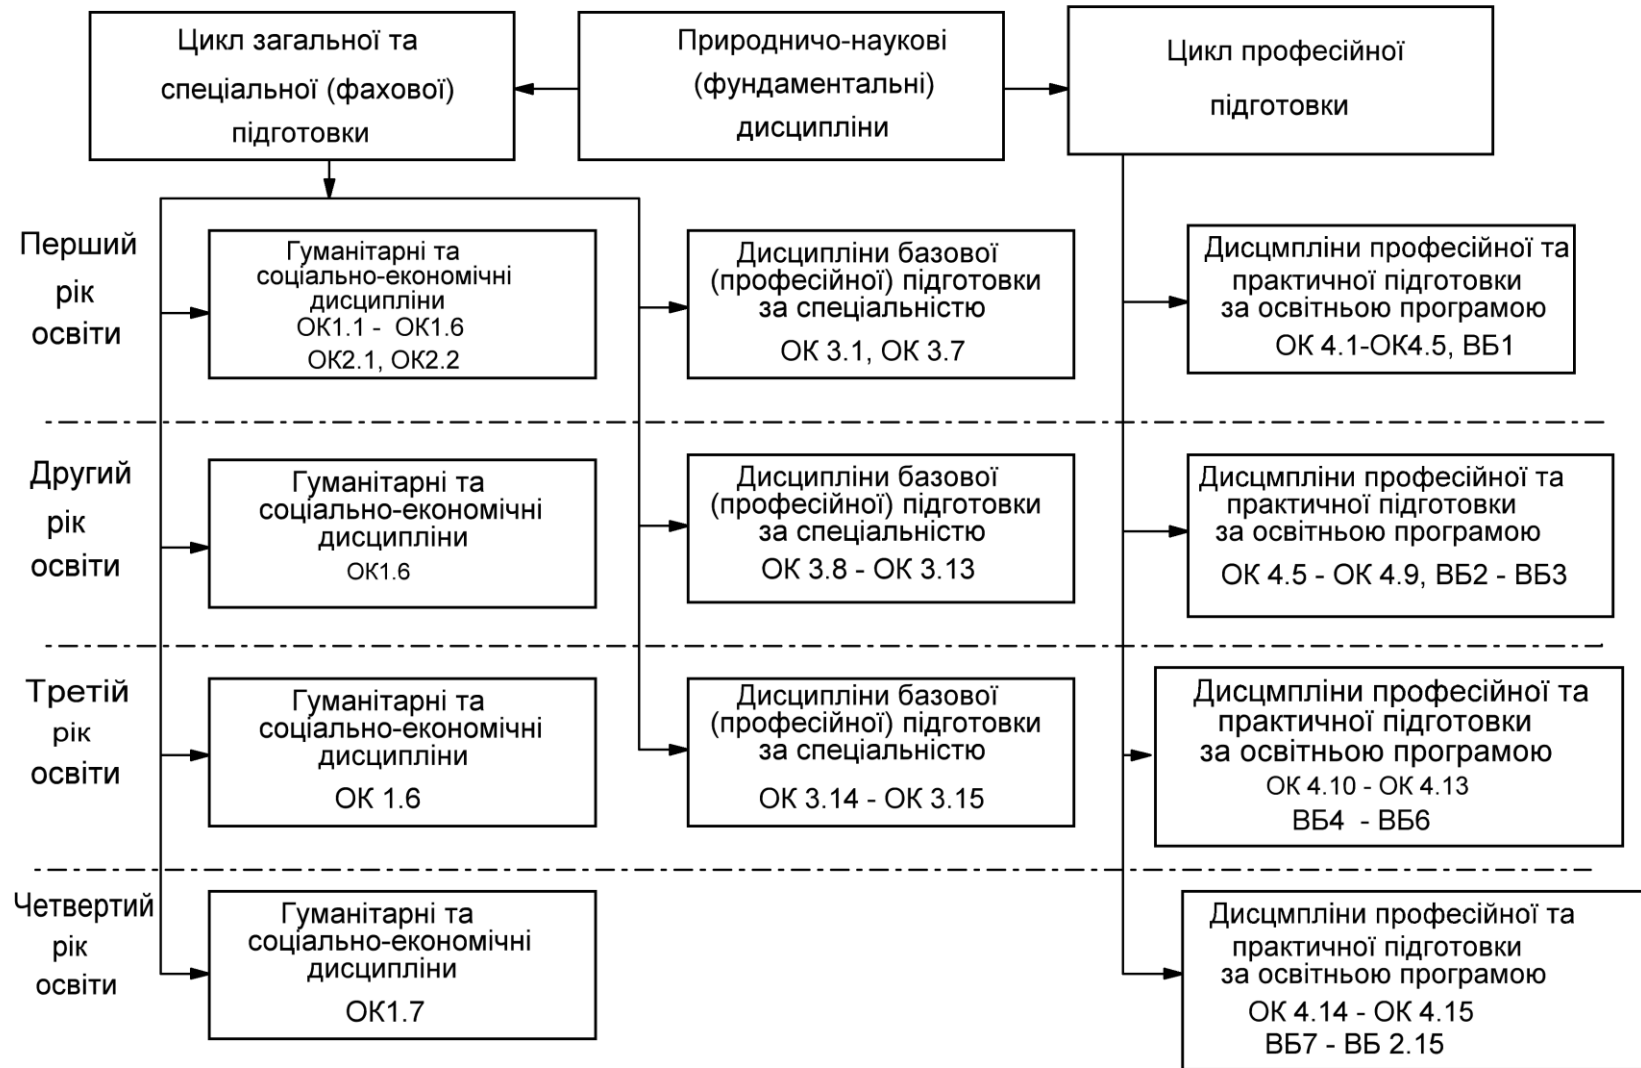 Цикл загальної та
спеціальної (фахової)
підготовки
Природничо-наукові
(фундаментальні)
дисципліни
Цикл професійної
підготовки
Перший
рік
освіти
Гуманітарні та
соціально-економічні
дисципліни
ОК1.1 - ОК1.6
ОК2.1, ОК2.2
Дисципліни базової
(професійної) підготовки
за спеціальністю
ОК 3.1, ОК 3.7
Дисцмпліни професійної та
практичної підготовки
за освітньою програмою
ОК 4.1-ОК4.5, ВБ1
Другий
рік
освіти
Гуманітарні та
соціально-економічні
дисципліни
ОК1.6
Дисципліни базової
(професійної) підготовки
за спеціальністю
ОК 3.8 - ОК 3.13
Дисцмпліни професійної та
практичної підготовки
за освітньою програмою
ОК 4.5 - ОК 4.9, ВБ2 - ВБ3
Третій
рік
освіти
Гуманітарні та
соціально-економічні
дисципліни
ОК 1.6
Дисципліни базової
(професійної) підготовки
за спеціальністю
ОК 3.14 - ОК 3.15
Дисцмпліни професійної та
практичної підготовки
за освітньою програмою
ОК 4.10 - ОК 4.13
ВБ4 - ВБ6
Четвертий
рік
освіти
Гуманітарні та
соціально-економічні
дисципліни
ОК1.7
Дисцмпліни професійної та
практичної підготовки
за освітньою програмою
ОК 4.14 - ОК 4.15
ВБ7 - ВБ 2.15